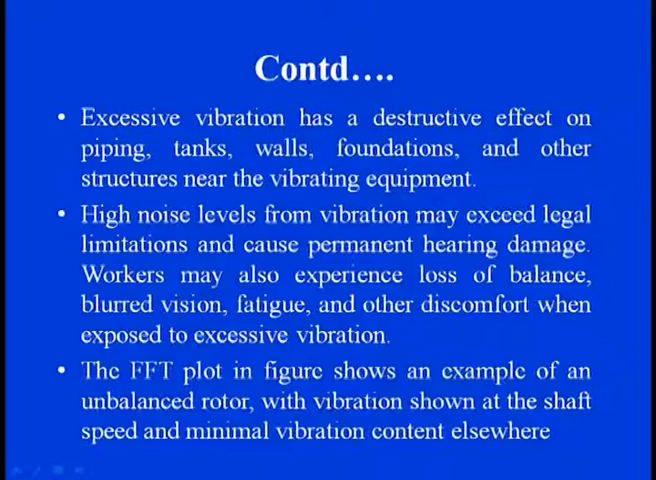 Contd....
• Excessive vibration has a destructive effect on
piping, tanks, walls, foundations, and other
structures near the vibrating equipment.
• High noise levels from vibration may exceed legal
limitations and cause permanent hearing damage.
Workers may also experience loss of balance,
blurred vision, fatigue, and other discomfort when
exposed to excessive vibration.
• The FFT plot in figure shows an example of an
unbalanced rotor, with vibration shown at the shaft
speed and minimal vibration content elsewhere